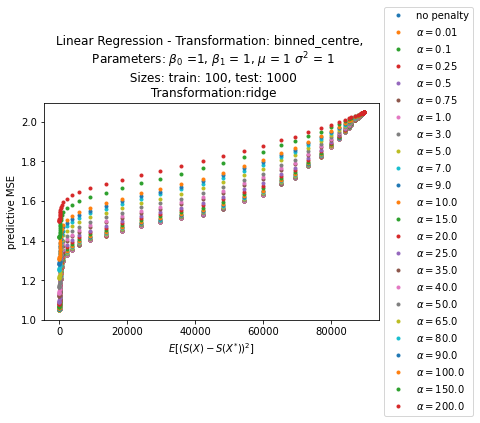 Linear Regression - Transformation: binned_centre,
Parameters: β₀ =1, β₁ = 1, μ = 1 σ² = 1
Sizes: train: 100, test: 1000
Transformation:ridge
predictive MSE
2.0
1.8
1.6
1.4
1.2
1.0
0
20000
40000
60000
80000
E[(S(X) − S(X*))²]
no penalty
α = 0.01
α = 0.1
α = 0.25
α = 0.5
α = 0.75
α = 1.0
α = 3.0
α = 5.0
α = 7.0
α = 9.0
α = 10.0
α = 15.0
α = 20.0
α = 25.0
α = 35.0
α = 40.0
α = 50.0
α = 65.0
α = 80.0
α = 90.0
α = 100.0
α = 150.0
α = 200.0